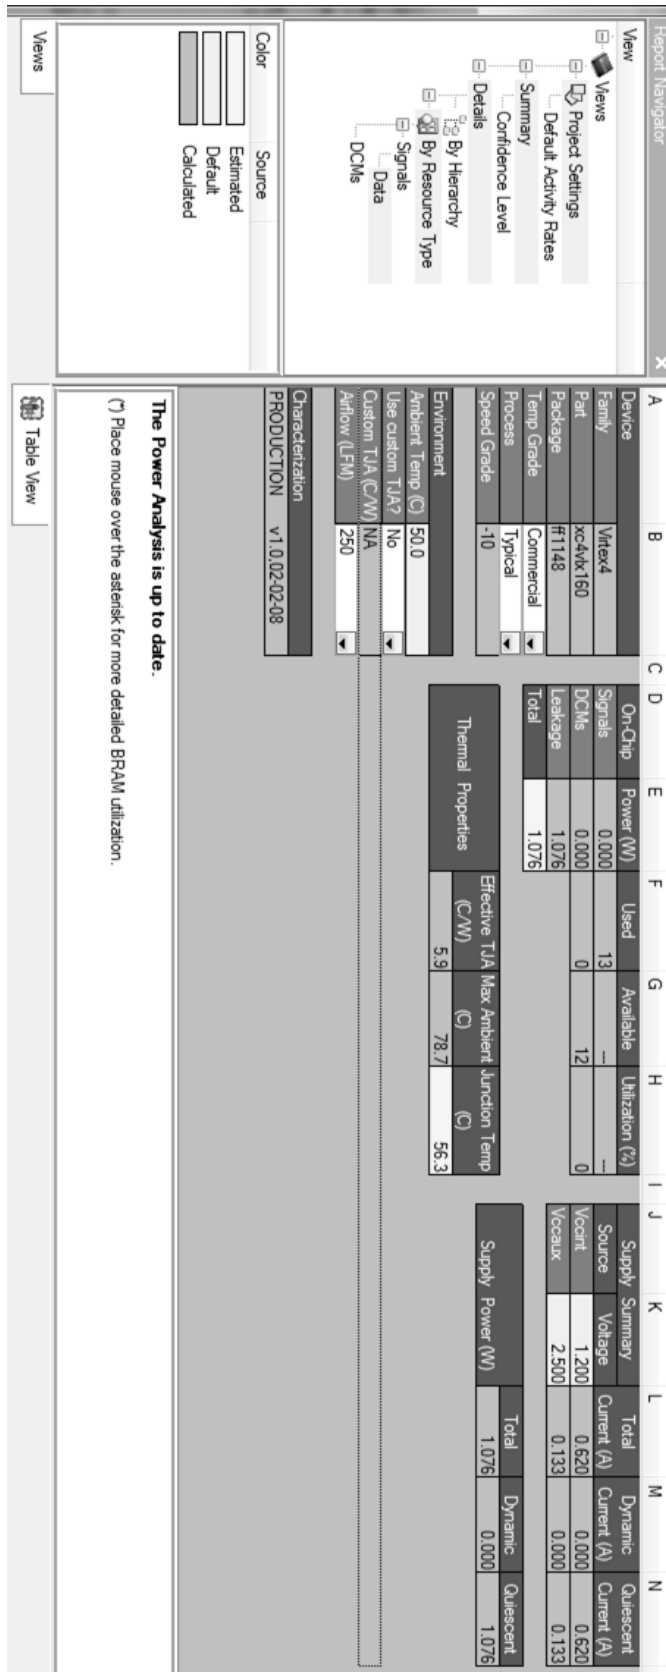 Report Navigator X
View
Views
Project Settings
Default Activity Rates
Summary
Confidence Level
Details
By Hierarchy
By Resource Type
Signals
Data
DCMs
Color Source
Estimated
Default
Calculated
Views
A B C D E F G H I J K L M N
Device
Family Virtex4
Part xc4vlx160
Package ff1148
Temp Grade Commercial
Process Typical
Speed Grade -10
Environment
Ambient Temp (C) 50.0
Use custom TJA? No
Custom TJA (C/W) NA
Airflow (LFM) 250
Characterization
PRODUCTION v1.0,02-02-08
On-Chip Power (W) Used Available Utilization (%)
Signals 0.000 13 --- ---
DCMs 0.000 0 12 0
Leakage 1.076
Total 1.076
Thermal Properties Effective TJA Max Ambient Junction Temp
(C/W) (C) (C)
5.9 78.7 56.3
Supply Summary Total Dynamic Quiescent
Source Voltage Current (A) Current (A) Current (A)
Vccint 1.200 0.620 0.000 0.620
Vccaux 2.500 0.133 0.000 0.133
Supply Power (W) Total Dynamic Quiescent
1.076 0.000 1.076
The Power Analysis is up to date.
(*) Place mouse over the asterisk for more detailed BRAM utilization.
Table View